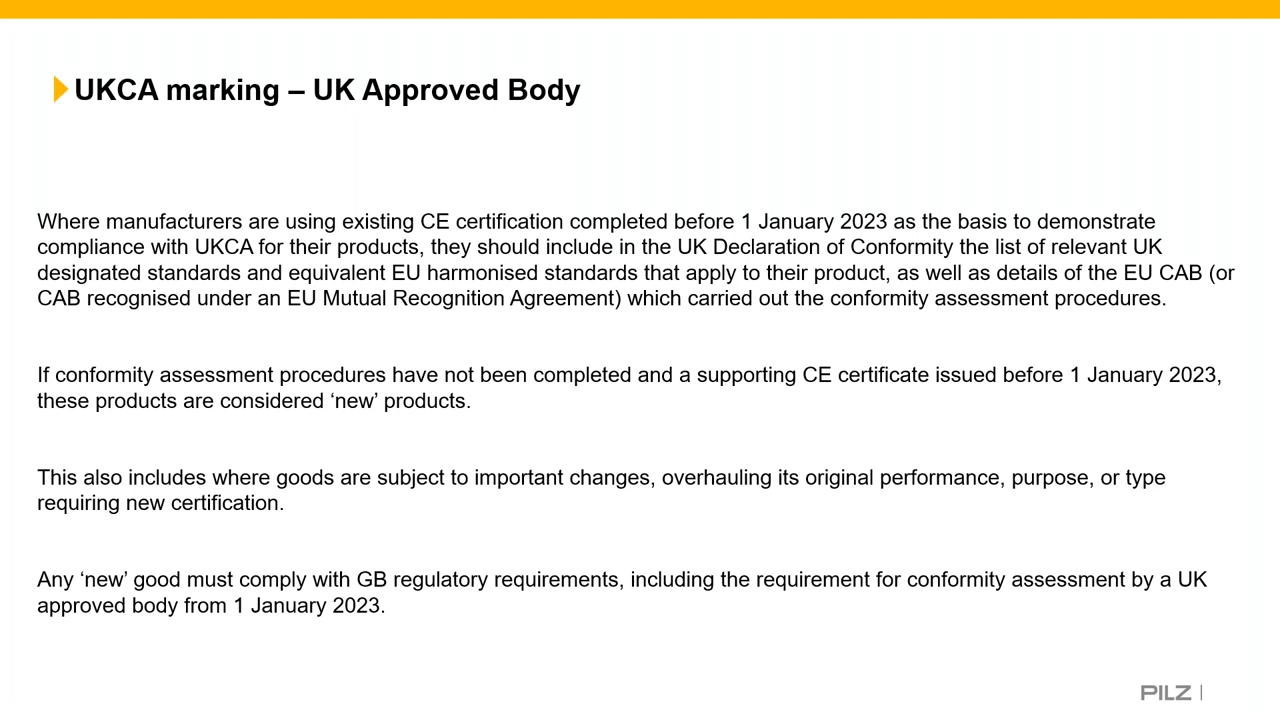 UKCA marking – UK Approved Body
Where manufacturers are using existing CE certification completed before 1 January 2023 as the basis to demonstrate
compliance with UKCA for their products, they should include in the UK Declaration of Conformity the list of relevant UK
designated standards and equivalent EU harmonised standards that apply to their product, as well as details of the EU CAB (or
CAB recognised under an EU Mutual Recognition Agreement) which carried out the conformity assessment procedures.
If conformity assessment procedures have not been completed and a supporting CE certificate issued before 1 January 2023,
these products are considered ‘new’ products.
This also includes where goods are subject to important changes, overhauling its original performance, purpose, or type
requiring new certification.
Any ‘new’ good must comply with GB regulatory requirements, including the requirement for conformity assessment by a UK
approved body from 1 January 2023.
PILZ